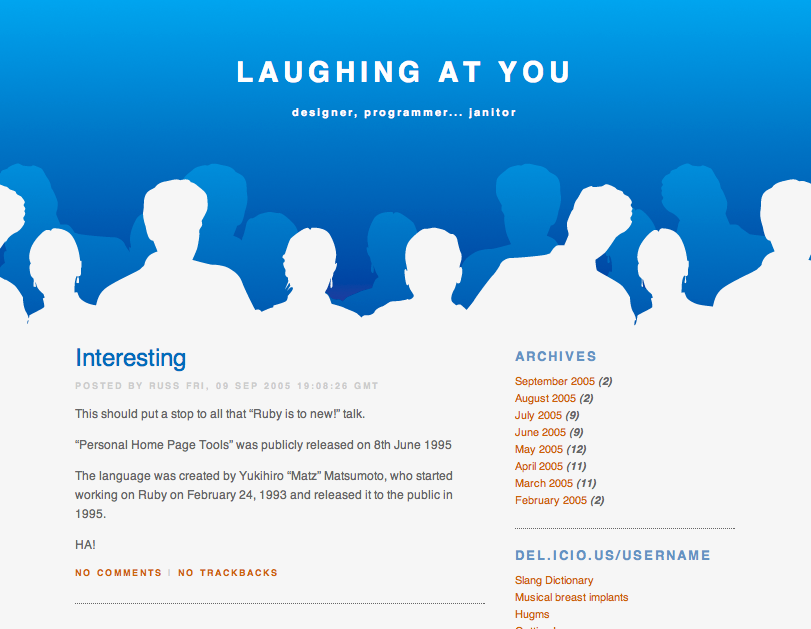 LAUGHING AT YOU
designer, programmer... janitor
Interesting
POSTED BY RUSS FRI, 09 SEP 2005 19:08:26 GMT
This should put a stop to all that “Ruby is to new!” talk.
“Personal Home Page Tools” was publicly released on 8th June 1995
The language was created by Yukihiro “Matz” Matsumoto, who started
working on Ruby on February 24, 1993 and released it to the public in
1995.
HA!
NO COMMENTS | NO TRACKBACKS
ARCHIVES
September 2005 (2)
August 2005 (2)
July 2005 (9)
June 2005 (9)
May 2005 (12)
April 2005 (11)
March 2005 (11)
February 2005 (2)
DEL.ICIO.US/USERNAME
Slang Dictionary
Musical breast implants
Hugms